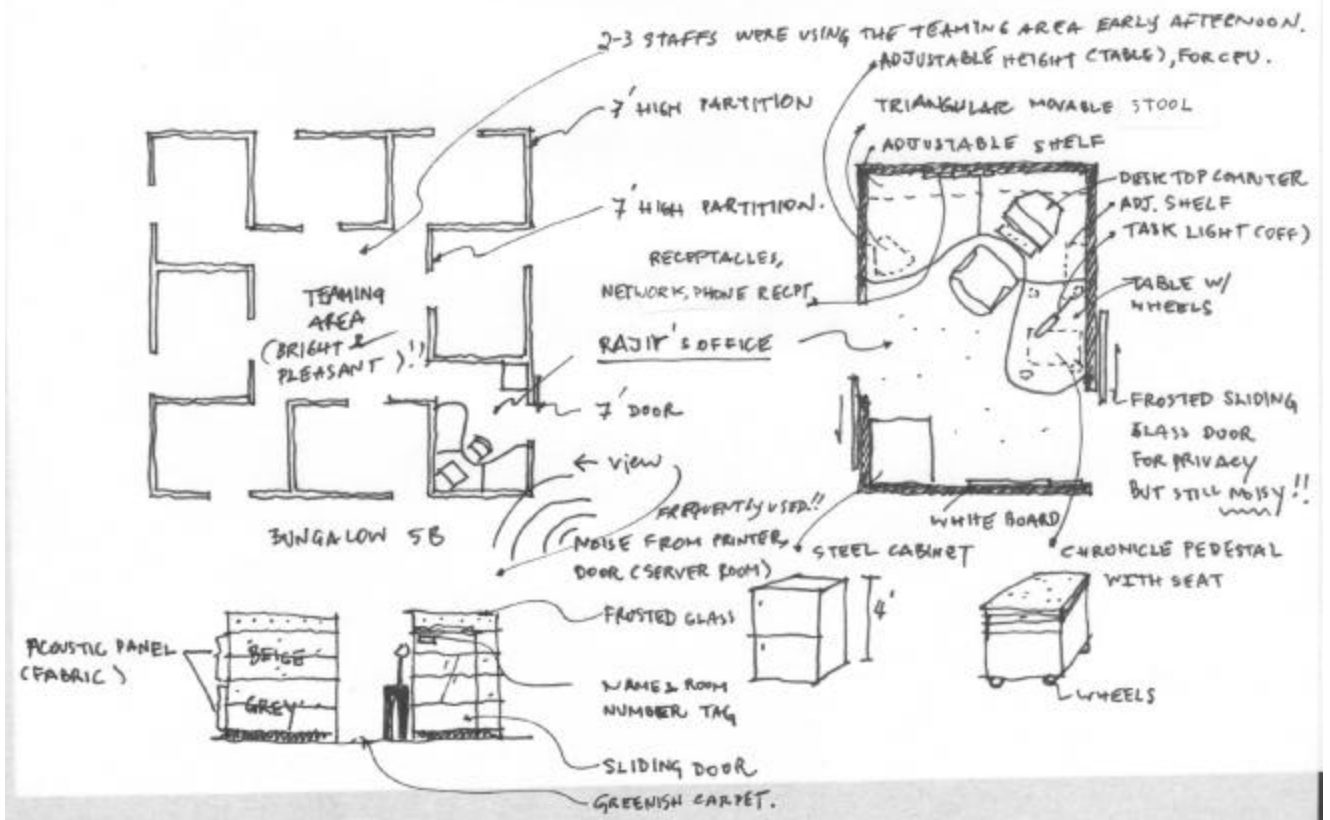 2-3 STAFFS WERE USING THE TEAMING AREA EARLY AFTERNOON.
ADJUSTABLE HEIGHT (TABLE), FOR CPU.
7' HIGH PARTITION
TRIANGULAR MOVABLE STOOL
ADJUSTABLE SHELF
DESKTOP COMPUTER
ADJ. SHELF
TASK LIGHT (OFF)
7' HIGH PARTITIION.
RECEPTACLES,
NETWORK, PHONE RECPT.
TABLE W/
WHEELS
TEAMING
AREA
(BRIGHT &
PLEASANT)!!
RAJIV'S OFFICE
7' DOOR
FROSTED SLIDING
GLASS DOOR
FOR PRIVACY
BUT STILL NOISY!!
← VIEW
FREQUENTLY USED!!
NOISE FROM PRINTER,
DOOR (SERVER ROOM)
BUNGALOW 5B
WHITE BOARD
STEEL CABINET
CHRONICLE PEDESTAL
WITH SEAT
4'
WHEELS
FROSTED GLASS
ACOUSTIC PANEL
(FABRIC)
BEIGE
GREY
NAME & ROOM
NUMBER TAG
SLIDING DOOR
GREENISH CARPET.